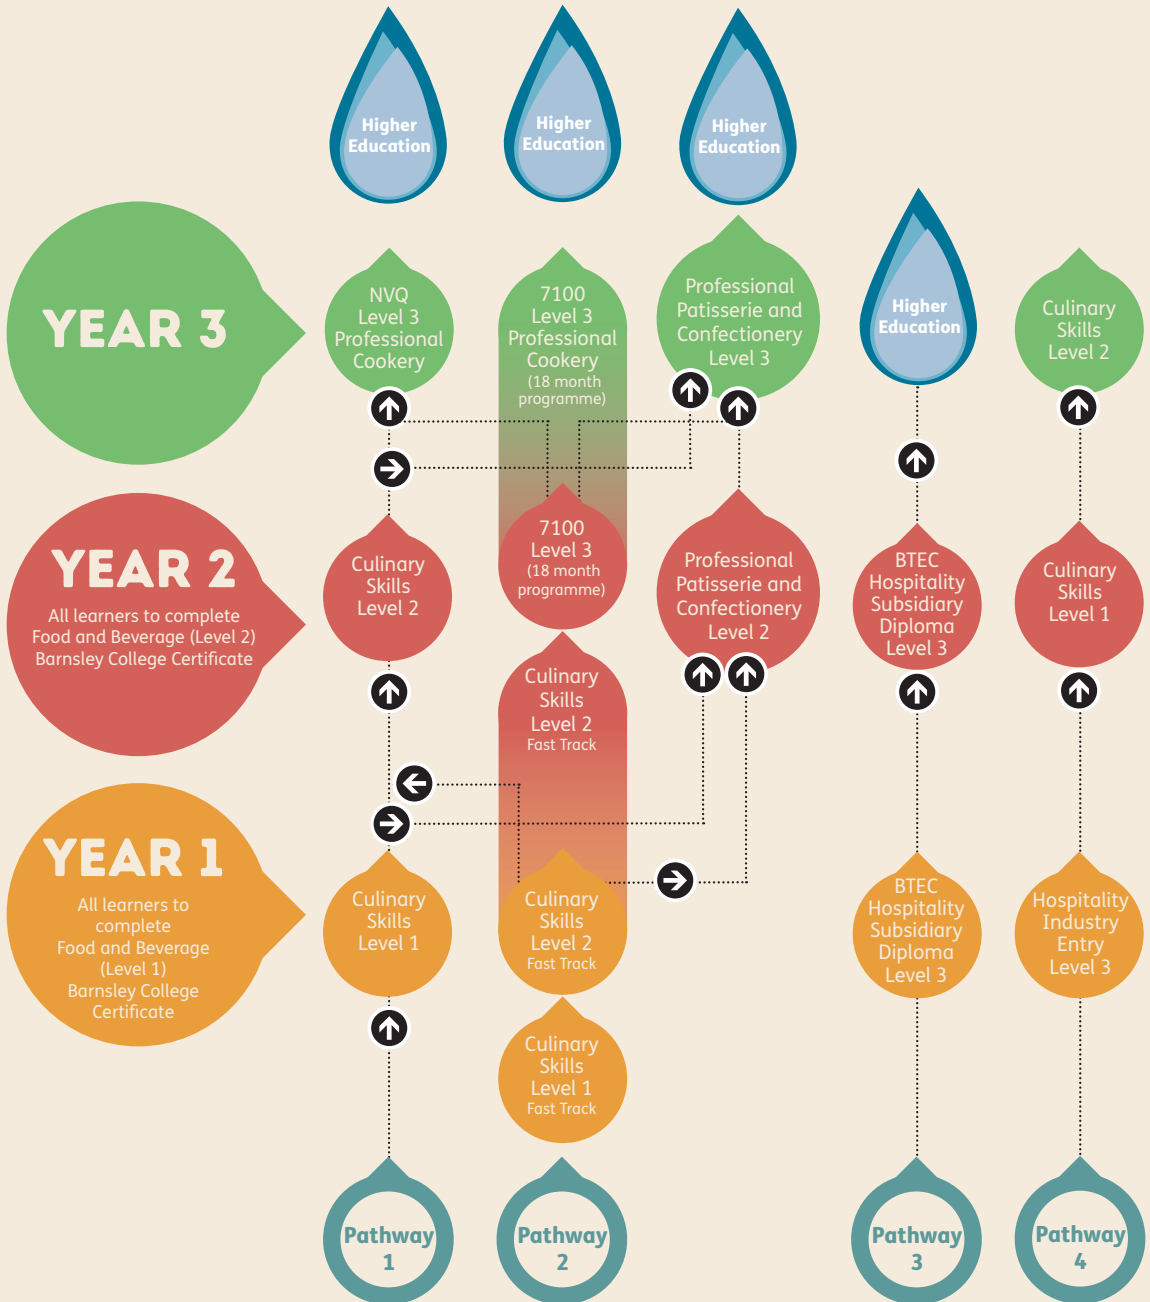 Higher
Education
Higher
Education
Higher
Education
Higher
Education
YEAR 3
NVQ
Level 3
Professional
Cookery
7100
Level 3
Professional
Cookery
(18 month
programme)
Professional
Patisserie and
Confectionery
Level 3
Culinary
Skills
Level 2
YEAR 2
All learners to complete
Food and Beverage (Level 2)
Barnsley College Certificate
Culinary
Skills
Level 2
7100
Level 3
(18 month
programme)
Professional
Patisserie and
Confectionery
Level 2
BTEC
Hospitality
Subsidiary
Diploma
Level 3
Culinary
Skills
Level 1
Culinary
Skills
Level 2
Fast Track
YEAR 1
All learners to
complete
Food and Beverage
(Level 1)
Barnsley College
Certificate
Culinary
Skills
Level 1
Culinary
Skills
Level 2
Fast Track
BTEC
Hospitality
Subsidiary
Diploma
Level 3
Hospitality
Industry
Entry
Level 3
Culinary
Skills
Level 1
Fast Track
Pathway
1
Pathway
2
Pathway
3
Pathway
4